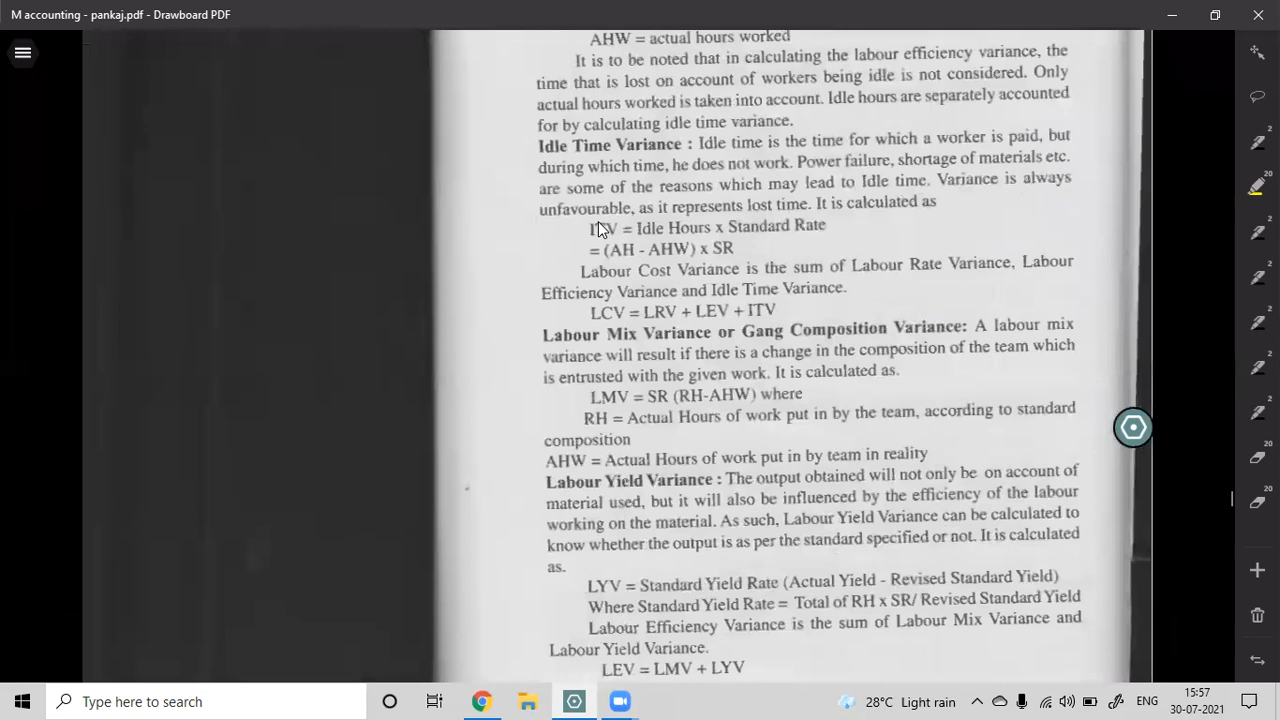 M accounting - pankaj.pdf - Drawboard PDF
AHW = actual hours worked
It is to be noted that in calculating the labour efficiency variance, the
time that is lost on account of workers being idle is not considered. Only
actual hours worked is taken into account. Idle hours are separately accounted
for by calculating idle time variance.
Idle Time Variance : Idle time is the time for which a worker is paid, but
during which time, he does not work. Power failure, shortage of materials etc.
are some of the reasons which may lead to Idle time. Variance is always
unfavourable, as it represents lost time. It is calculated as
ITV = Idle Hours x Standard Rate
= (AH - AHW) x SR
Labour Cost Variance is the sum of Labour Rate Variance, Labour
Efficiency Variance and Idle Time Variance.
LCV = LRV + LEV + ITV
Labour Mix Variance or Gang Composition Variance: A labour mix
variance will result if there is a change in the composition of the team which
is entrusted with the given work. It is calculated as.
LMV = SR (RH-AHW) where
RH = Actual Hours of work put in by the team, according to standard
composition
AHW = Actual Hours of work put in by team in reality
Labour Yield Variance : The output obtained will not only be on account of
material used, but it will also be influenced by the efficiency of the labour
working on the material. As such, Labour Yield Variance can be calculated to
know whether the output is as per the standard specified or not. It is calculated
as.
LYV = Standard Yield Rate (Actual Yield - Revised Standard Yield)
Where Standard Yield Rate = Total of RH x SR/ Revised Standard Yield
Labour Efficiency Variance is the sum of Labour Mix Variance and
Labour Yield Variance.
LEV = LMV + LYV
2
20
2
2
2
2
2
20
20
Type here to search
28°C Light rain
ENG
15:57
30-07-2021